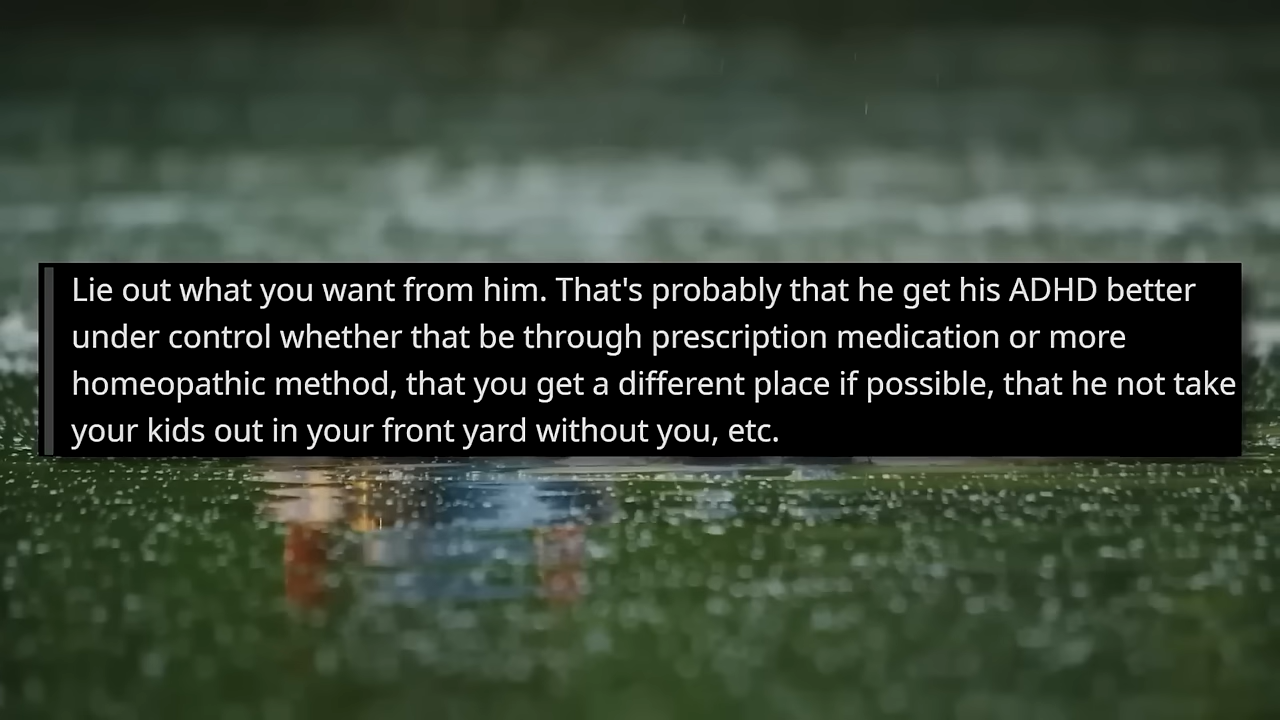 Lie out what you want from him. That's probably that he get his ADHD better
under control whether that be through prescription medication or more
homeopathic method, that you get a different place if possible, that he not take
your kids out in your front yard without you, etc.